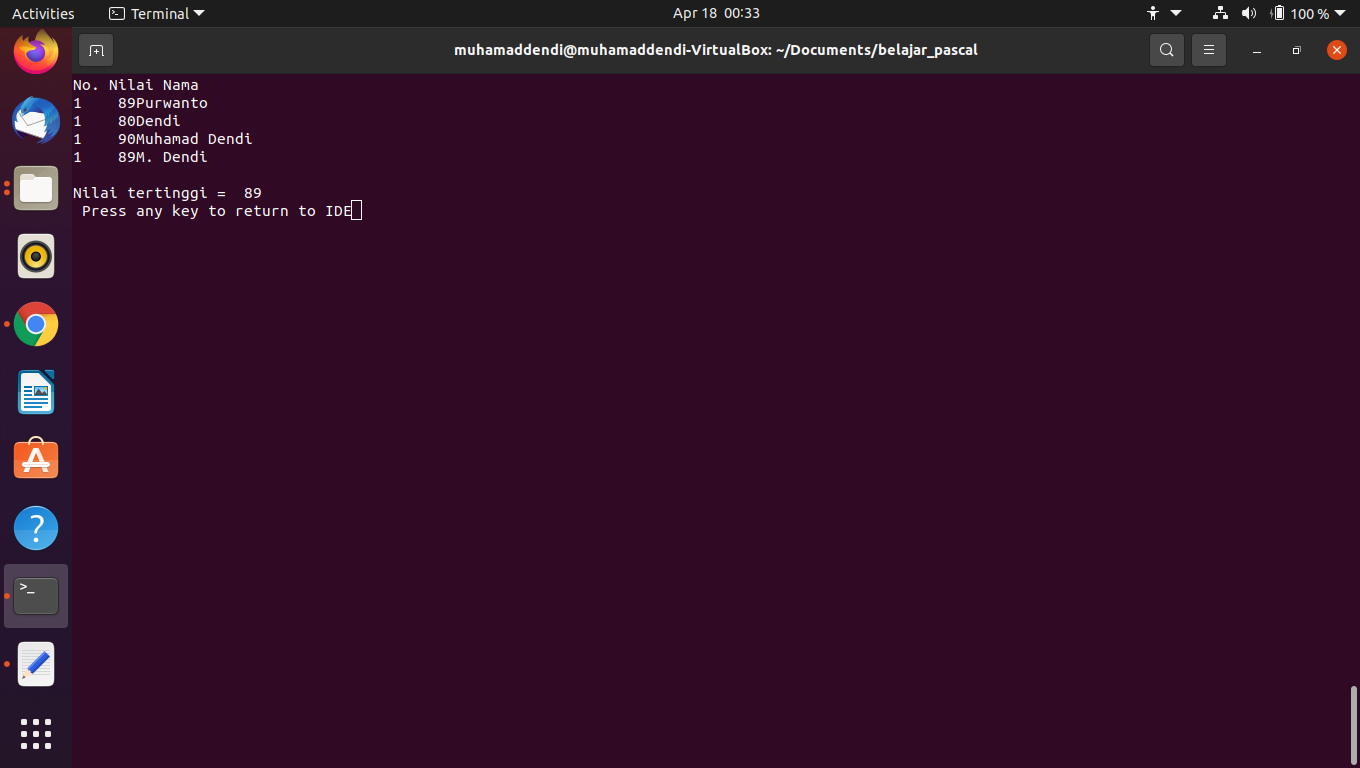 Activities Terminal Apr 18 00:33 100 %
muhamaddendi@muhamaddendi-VirtualBox: ~/Documents/belajar_pascal
No. Nilai Nama
1    89Purwanto
1    80Dendi
1    90Muhamad Dendi
1    89M. Dendi
Nilai tertinggi =  89
 Press any key to return to IDE